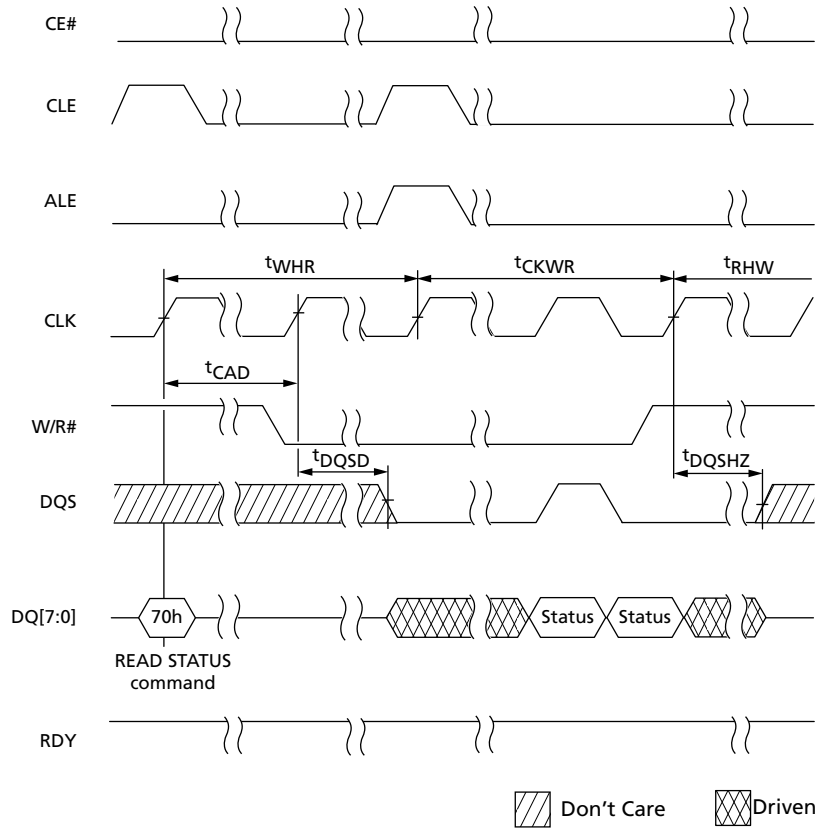 CE#
CLE
ALE
tWHR tCKWR tRHW
CLK
tCAD
W/R#
tDQSD tDQSHZ
DQS
DQ[7:0] 70h Status Status
READ STATUS
command
RDY
Don't Care Driven